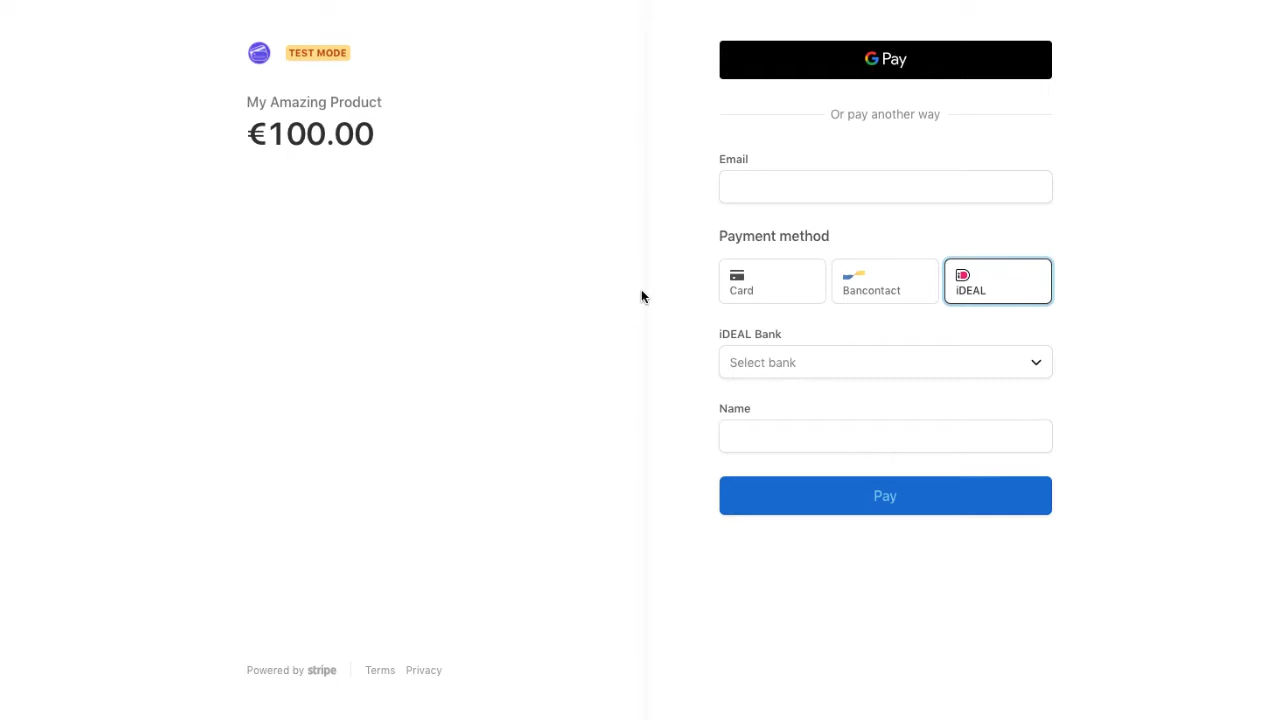 TEST MODE
My Amazing Product
€100.00
Powered by stripe
Terms Privacy
G Pay
Or pay another way
Email
Payment method
Card
Bancontact
iDEAL
iDEAL Bank
Select bank
Name
Pay